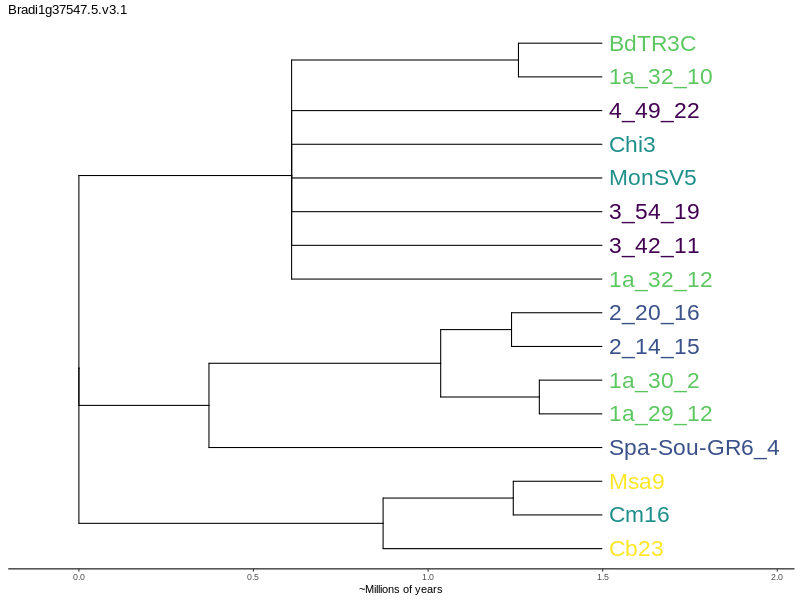 Bradi1g37547.5.v3.1
BdTR3C
1a_32_10
4_49_22
Chi3
MonSV5
3_54_19
3_42_11
1a_32_12
2_20_16
2_14_15
1a_30_2
1a_29_12
Spa-Sou-GR6_4
Msa9
Cm16
Cb23
0.0 0.5 1.0 1.5 2.0
~Millions of years